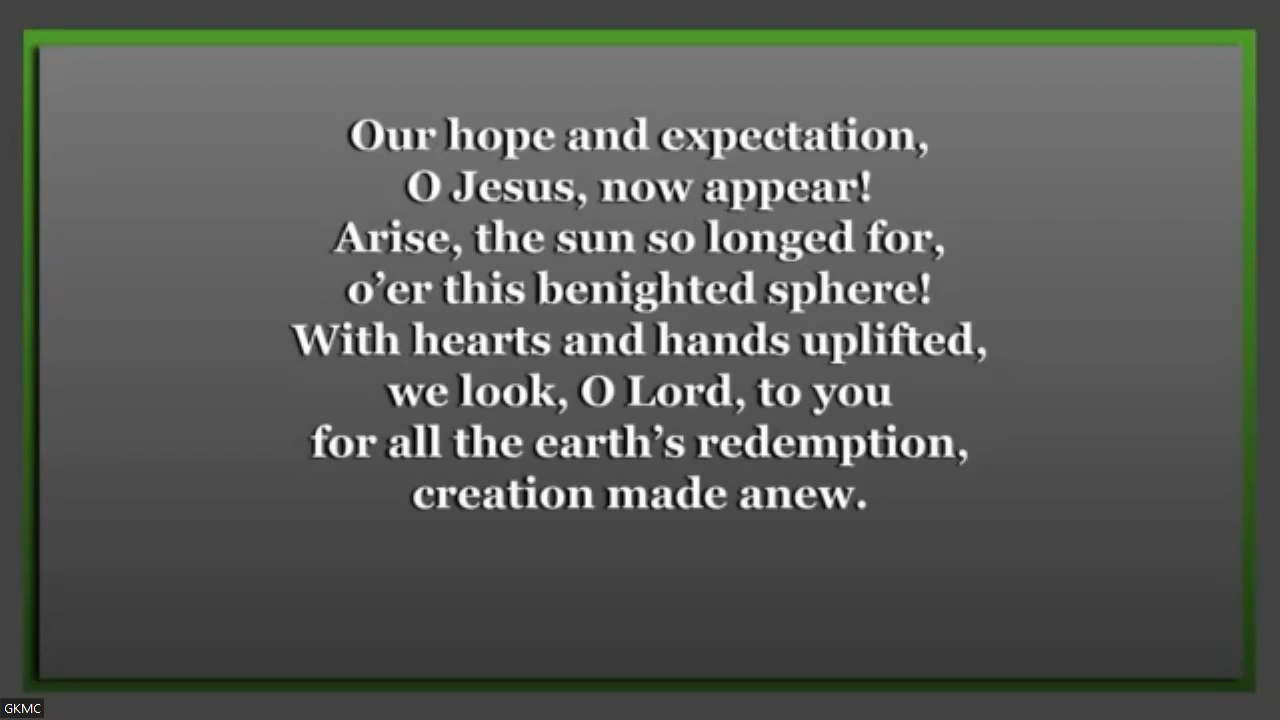 Our hope and expectation,
O Jesus, now appear!
Arise, the sun so longed for,
o’er this benighted sphere!
With hearts and hands uplifted,
we look, O Lord, to you
for all the earth’s redemption,
creation made anew.
GKMC